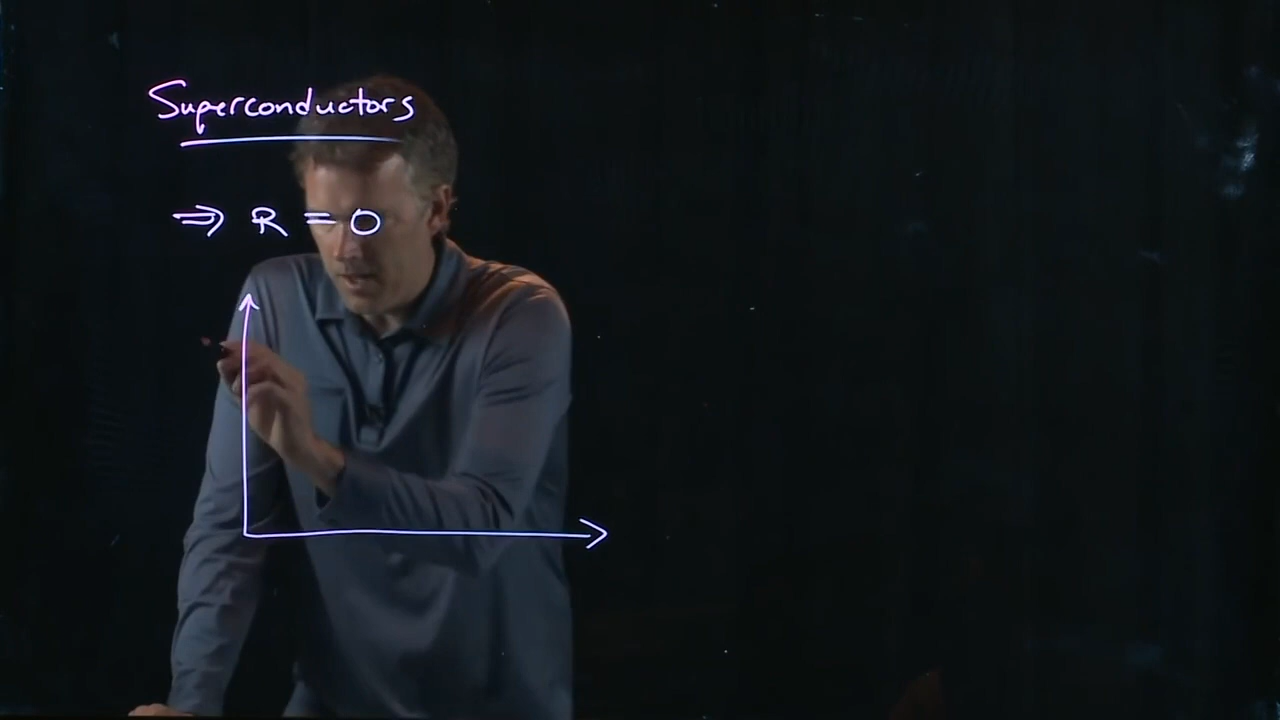 Superconductors
⇒ R = 0